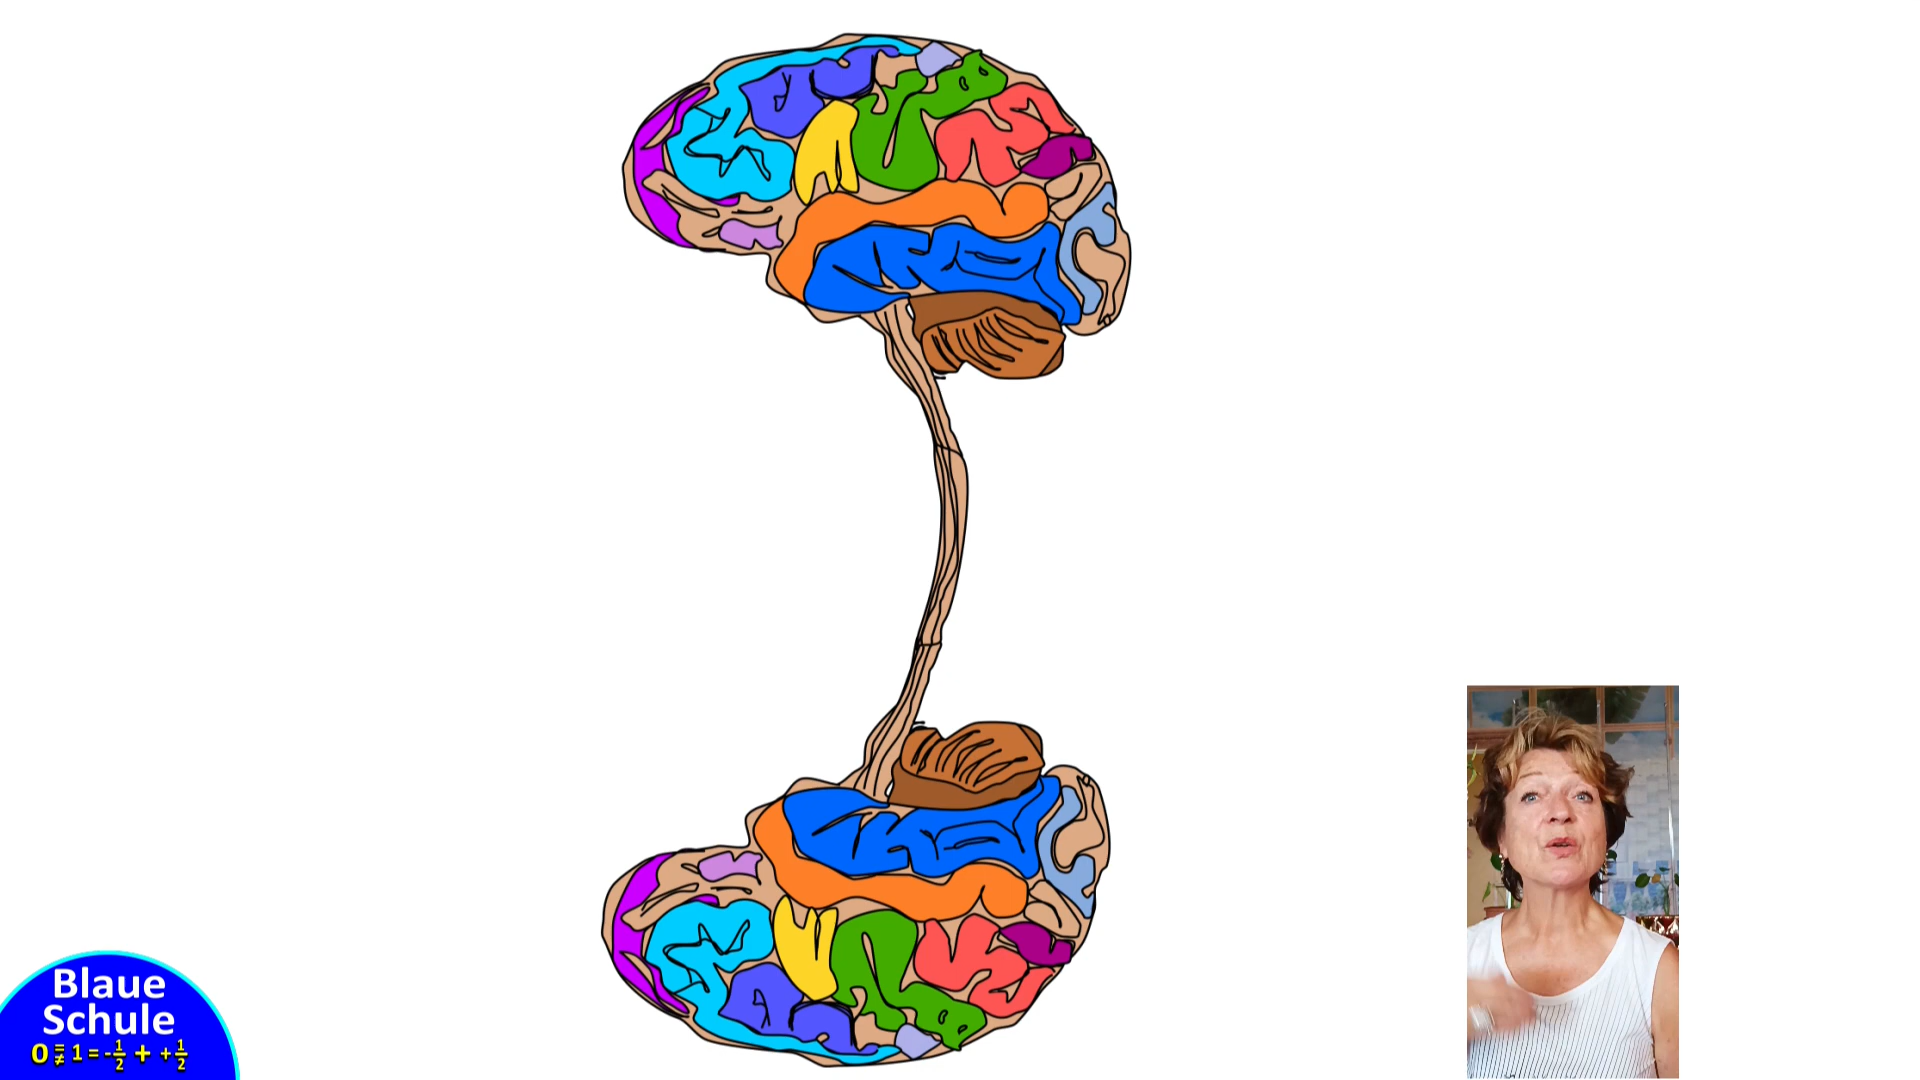 Blaue
Schule
0 ≡≠ 1 = -½ + +½